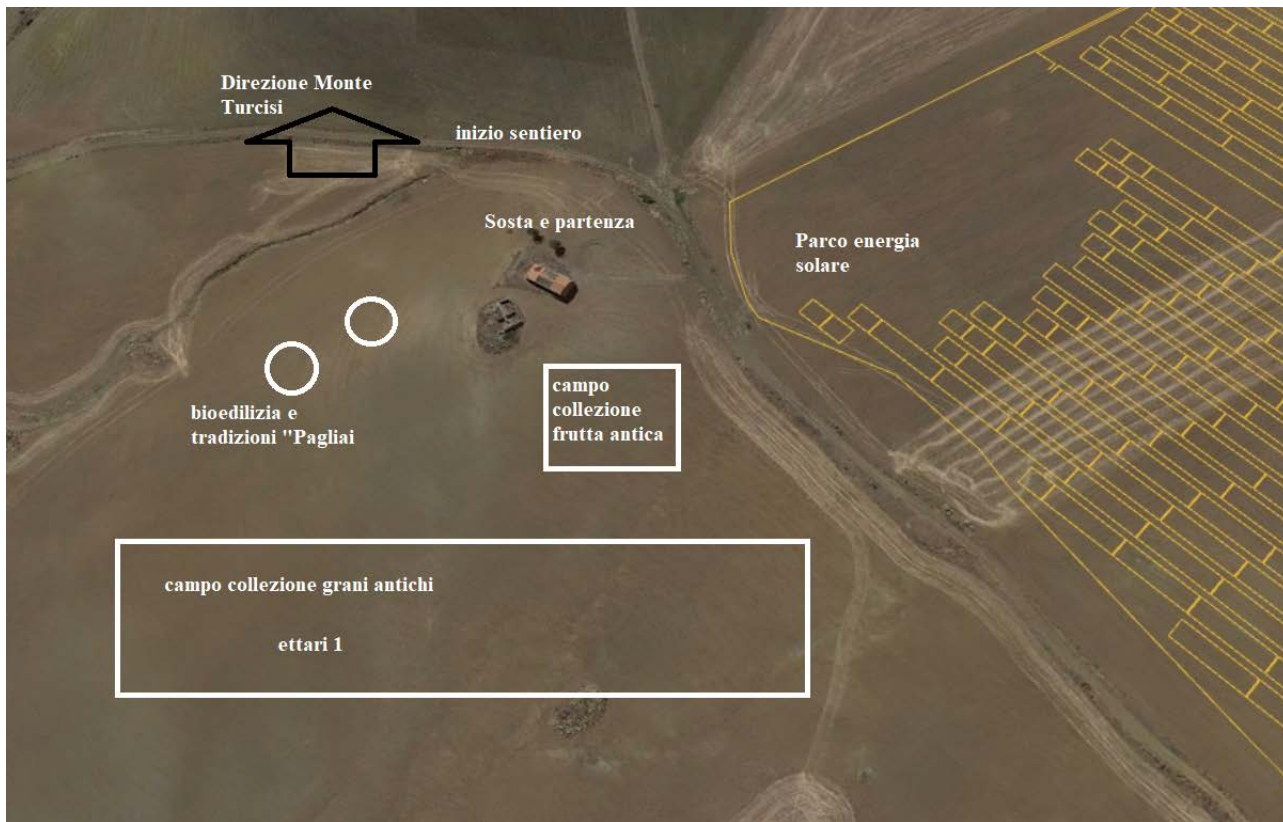 Direzione Monte
Turcisi
inizio sentiero
Sosta e partenza
Parco energia
solare
campo
collezione
frutta antica
bioedilizia e
tradizioni "Pagliai
campo collezione grani antichi
ettari 1